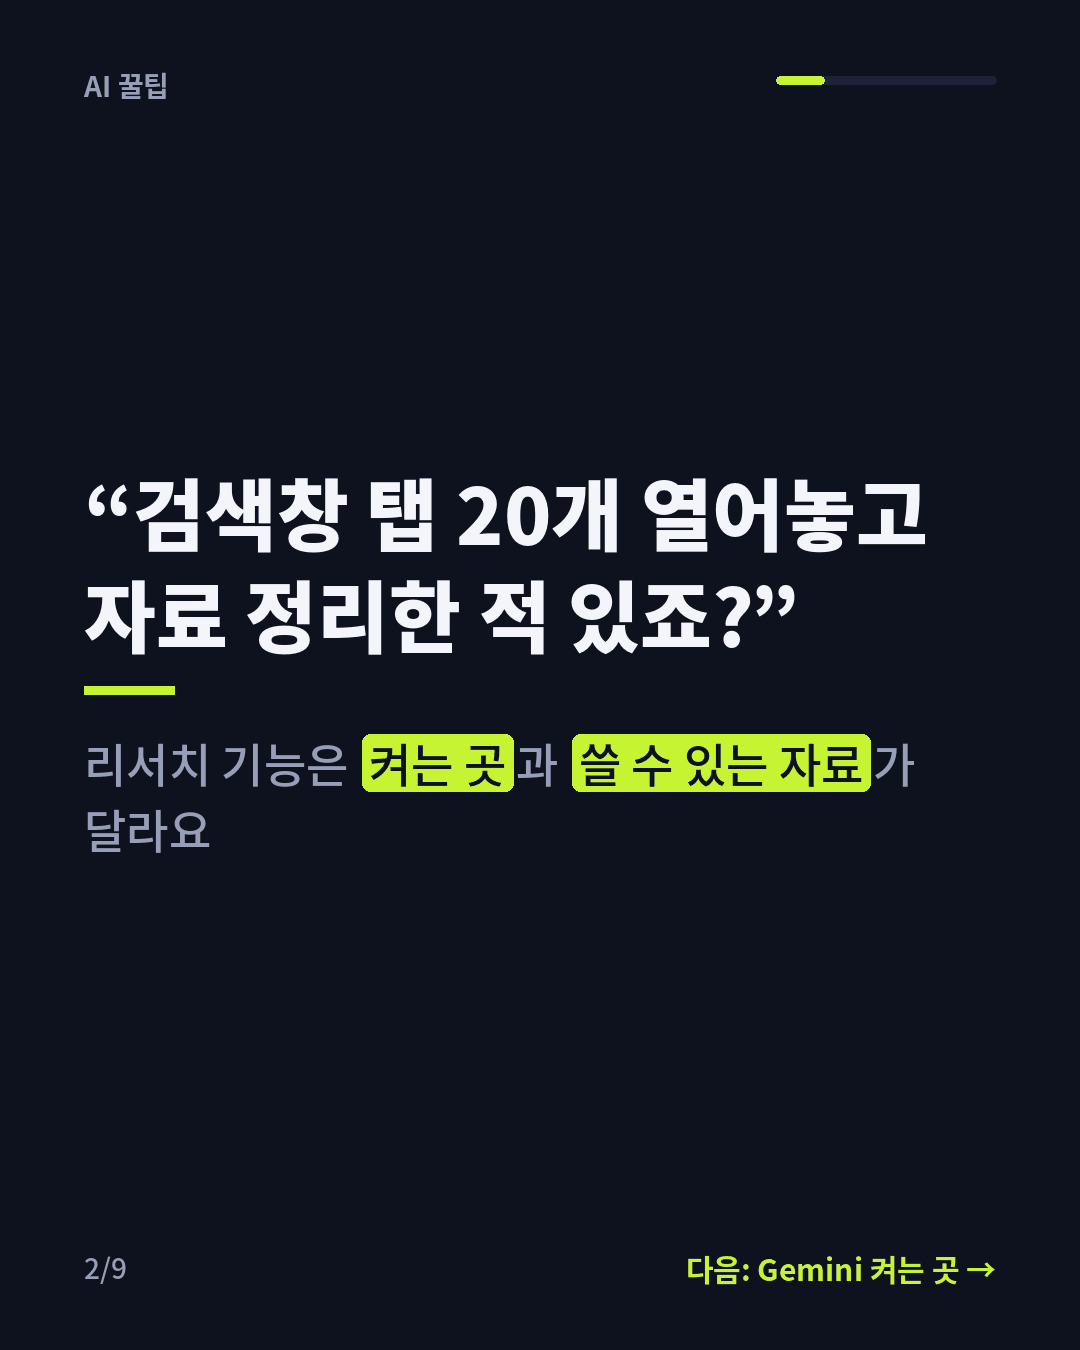 AI 꿀팁
“검색창 탭 20개 열어놓고
자료 정리한 적 있죠?”
리서치 기능은 켜는 곳과 쓸 수 있는 자료가
달라요
2/9
다음: Gemini 켜는 곳 →